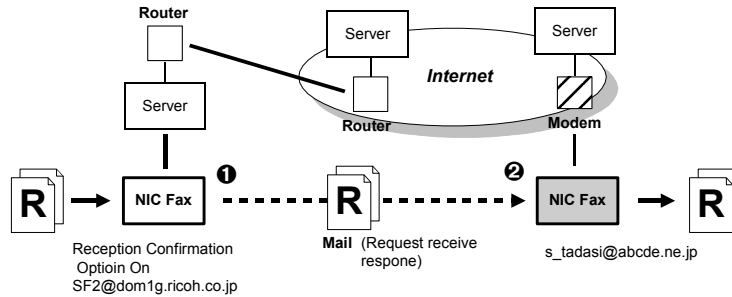 Router
Server
Server
Internet
Server
Router
Modem
R
NIC Fax
❶
R
❷
NIC Fax
R
Mail (Request receive
respone)
Reception Confirmation
Optioin On
SF2@dom1g.ricoh.co.jp
s_tadasi@abcde.ne.jp